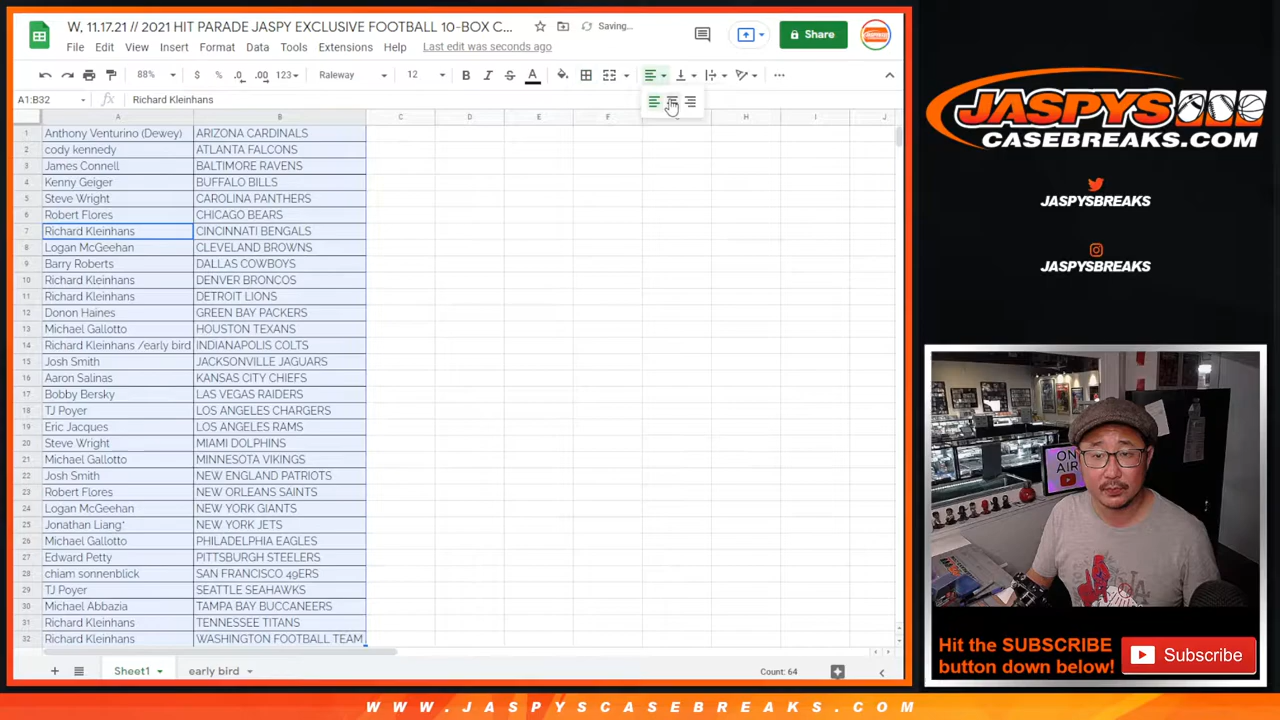 W, 11.17.21 // 2021 HIT PARADE JASPY EXCLUSIVE FOOTBALL 10-BOX C...
Saving...
Share
File Edit View Insert Format Data Tools Extensions Help Last edit was seconds ago
88% $ % .0 .00 123 Raleway 12 B I S A
A1:B32 fx Richard Kleinhans
A B C D E F G H I J
1 Anthony Venturino (Dewey) ARIZONA CARDINALS
2 cody kennedy ATLANTA FALCONS
3 James Connell BALTIMORE RAVENS
4 Kenny Geiger BUFFALO BILLS
5 Steve Wright CAROLINA PANTHERS
6 Robert Flores CHICAGO BEARS
7 Richard Kleinhans CINCINNATI BENGALS
8 Logan McGeehan CLEVELAND BROWNS
9 Barry Roberts DALLAS COWBOYS
10 Richard Kleinhans DENVER BRONCOS
11 Richard Kleinhans DETROIT LIONS
12 Donon Haines GREEN BAY PACKERS
13 Michael Gallotto HOUSTON TEXANS
14 Richard Kleinhans /early bird INDIANAPOLIS COLTS
15 Josh Smith JACKSONVILLE JAGUARS
16 Aaron Salinas KANSAS CITY CHIEFS
17 Bobby Bersky LAS VEGAS RAIDERS
18 TJ Poyer LOS ANGELES CHARGERS
19 Eric Jacques LOS ANGELES RAMS
20 Steve Wright MIAMI DOLPHINS
21 Michael Gallotto MINNESOTA VIKINGS
22 Josh Smith NEW ENGLAND PATRIOTS
23 Robert Flores NEW ORLEANS SAINTS
24 Logan McGeehan NEW YORK GIANTS
25 Jonathan Liang* NEW YORK JETS
26 Michael Gallotto PHILADELPHIA EAGLES
27 Edward Petty PITTSBURGH STEELERS
28 chiam sonnenblick SAN FRANCISCO 49ERS
29 TJ Poyer SEATTLE SEAHAWKS
30 Michael Abbazia TAMPA BAY BUCCANEERS
31 Richard Kleinhans TENNESSEE TITANS
32 Richard Kleinhans WASHINGTON FOOTBALL TEAM
Sheet1 early bird Count: 64
JASPYS
CASEBREAKS.COM
JASPYSBREAKS
JASPYSBREAKS
ON
AIR
Hit the SUBSCRIBE
button down below!
Subscribe
WWW.JASPYSCASEBREAKS.COM